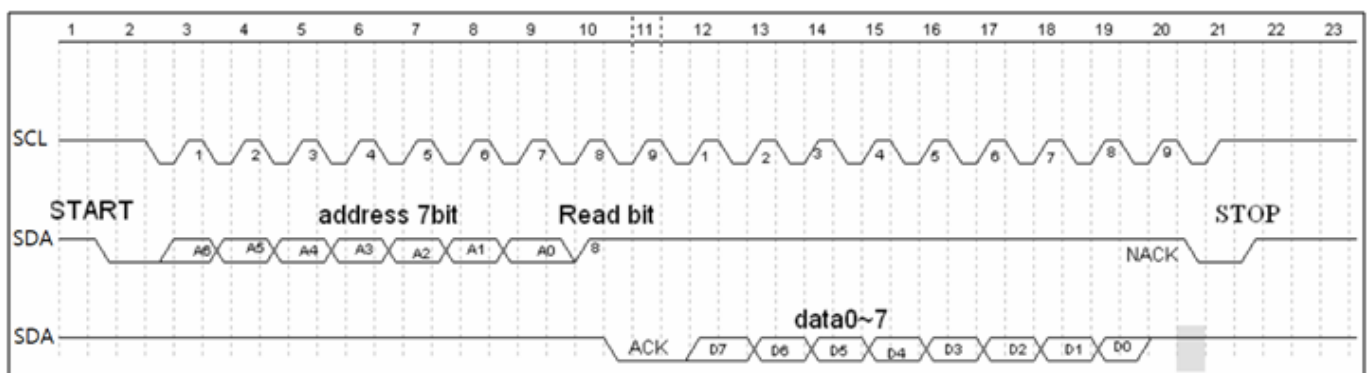 1 2 3 4 5 6 7 8 9 10 11 12 13 14 15 16 17 18 19 20 21 22 23
SCL 1 2 3 4 5 6 7 8 9 1 2 3 4 5 6 7 8 9
START address 7bit Read bit STOP
SDA A6 A5 A4 A3 A2 A1 A0 8 NACK
data0~7
SDA ACK D7 D6 D5 D4 D3 D2 D1 D0